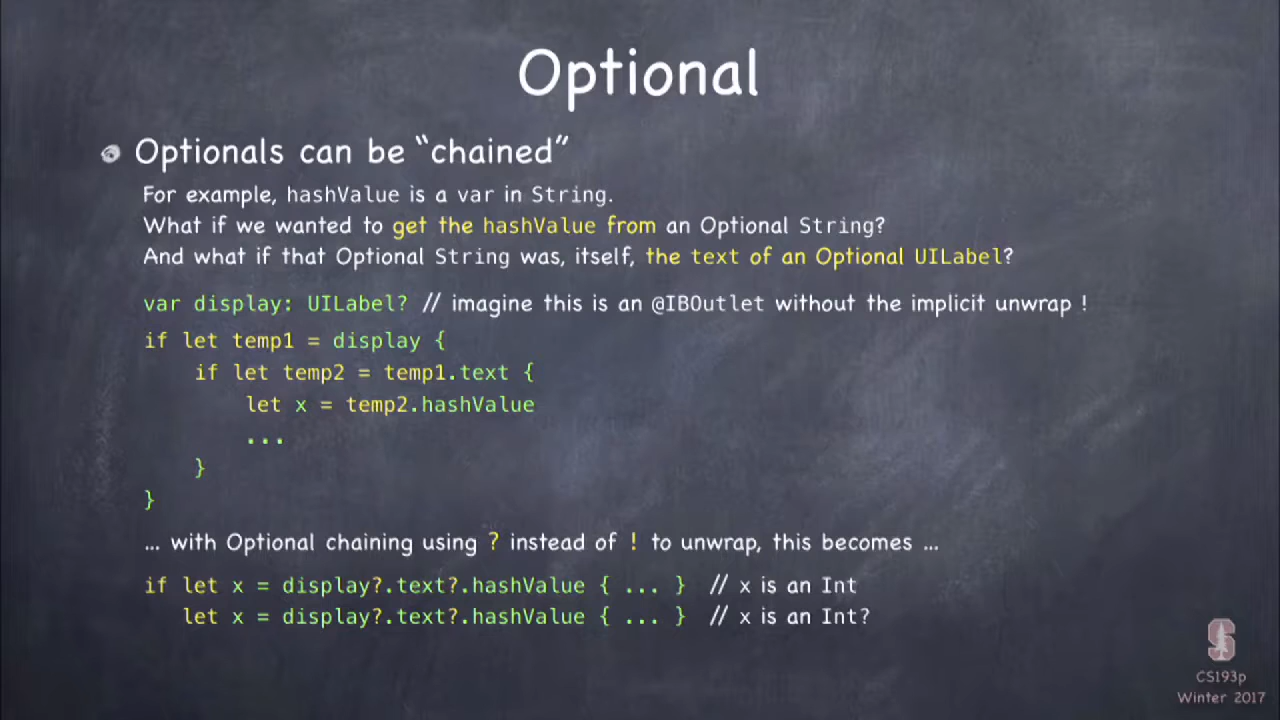 Optional
Optionals can be “chained”
For example, hashValue is a var in String.
What if we wanted to get the hashValue from an Optional String?
And what if that Optional String was, itself, the text of an Optional UILabel?
var display: UILabel? // imagine this is an @IBOutlet without the implicit unwrap !
if let temp1 = display {
if let temp2 = temp1.text {
let x = temp2.hashValue
...
}
}
... with Optional chaining using ? instead of ! to unwrap, this becomes ...
if let x = display?.text?.hashValue { ... } // x is an Int
let x = display?.text?.hashValue { ... } // x is an Int?
S
CS193p
Winter 2017